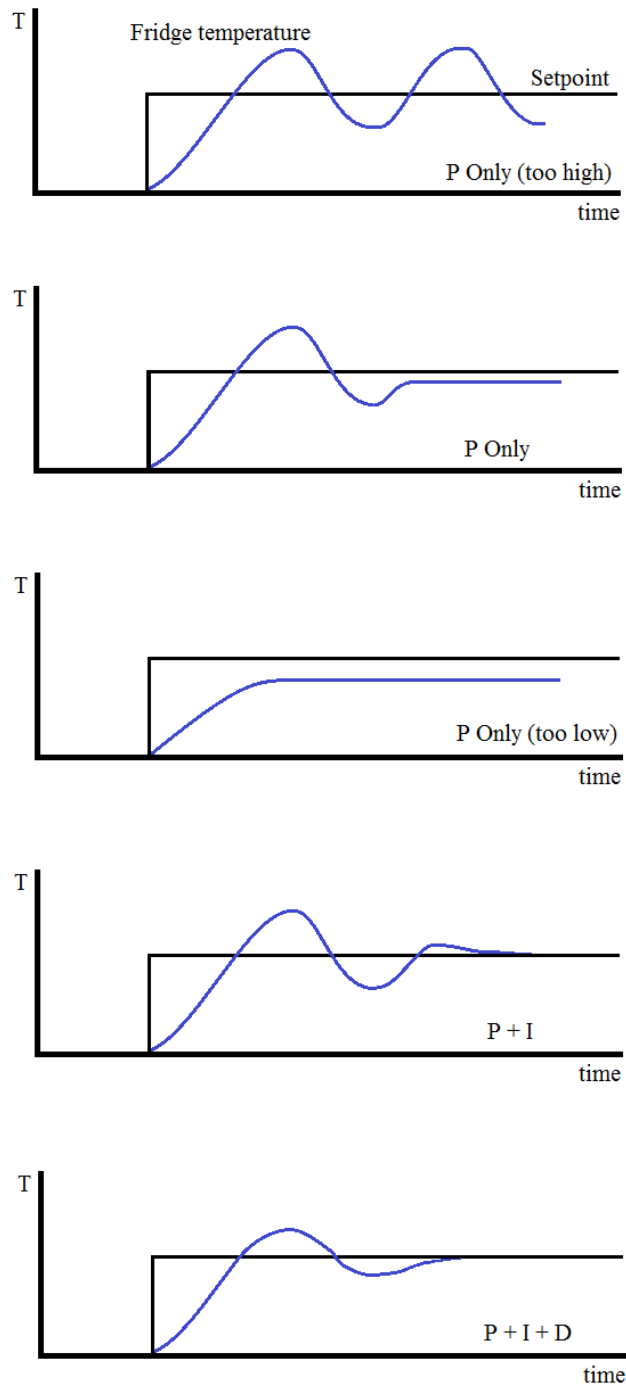 T
Fridge temperature
Setpoint
P Only (too high)
time
T
P Only
time
T
P Only (too low)
time
T
P + I
time
T
P + I + D
time